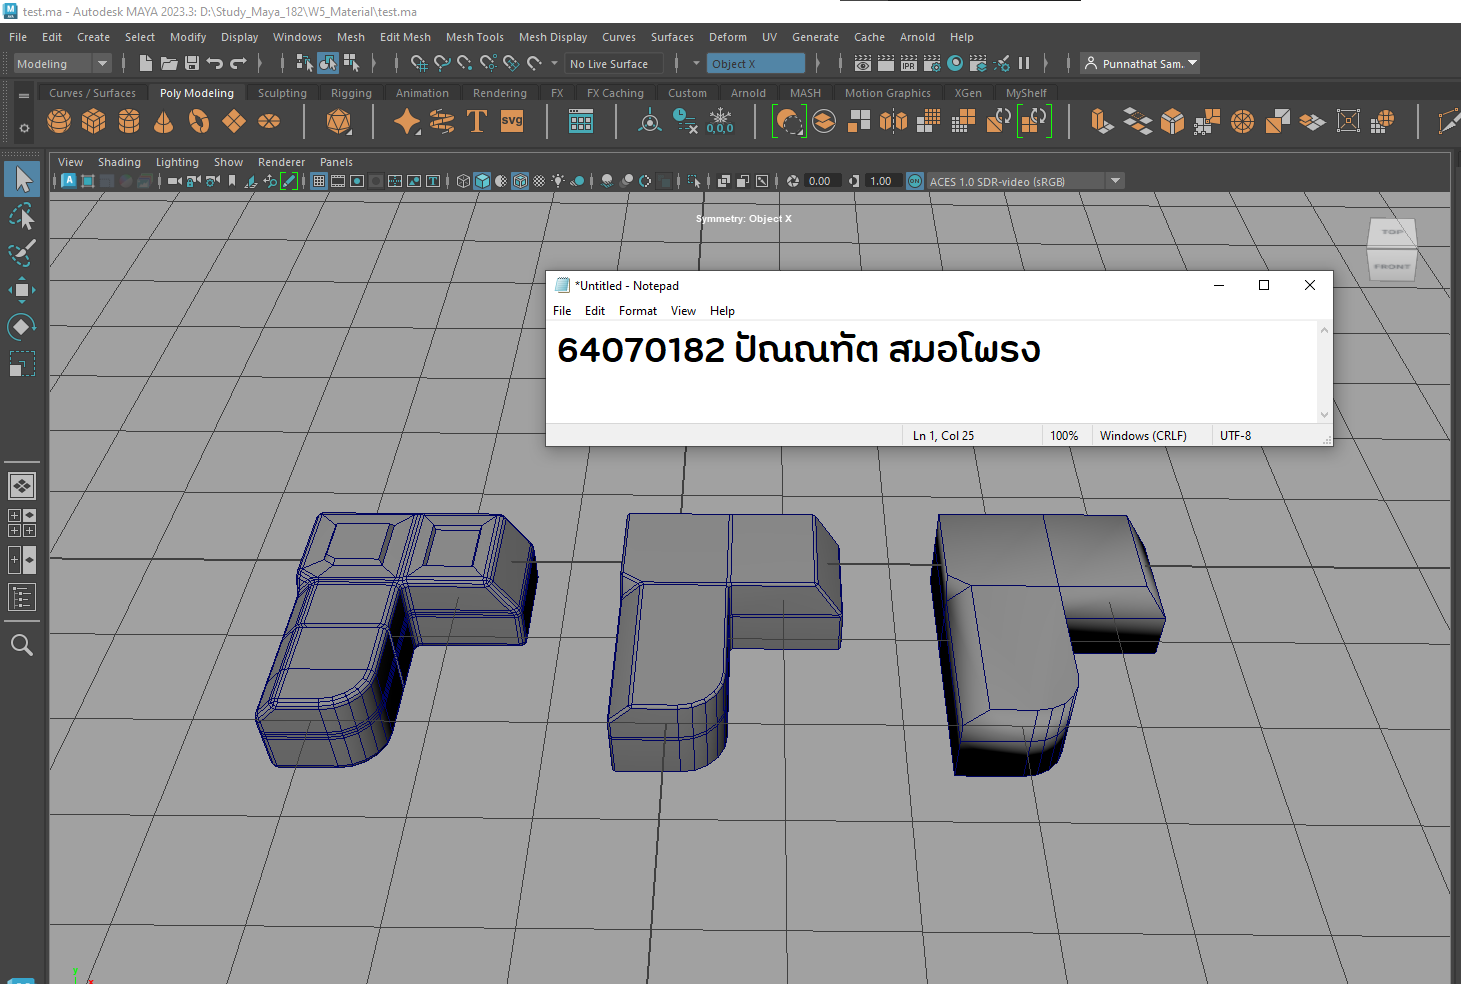 test.ma - Autodesk MAYA 2023.3: D:\Study_Maya_182\W5_Material\test.ma
File Edit Create Select Modify Display Windows Mesh Edit Mesh Mesh Tools Mesh Display Curves Surfaces Deform UV Generate Cache Arnold Help
Modeling No Live Surface Object X IPR Punnathat Sam.
Curves / Surfaces Poly Modeling Sculpting Rigging Animation Rendering FX FX Caching Custom Arnold MASH Motion Graphics XGen MyShelf
T SVG 0,0,0
View Shading Lighting Show Renderer Panels
0.00 1.00 ON ACES 1.0 SDR-video (sRGB)
Symmetry: Object X
TOP
FRONT
*Untitled - Notepad
File Edit Format View Help
64070182 ปัณณทัต สมอโพรง
Ln 1, Col 25 100% Windows (CRLF) UTF-8